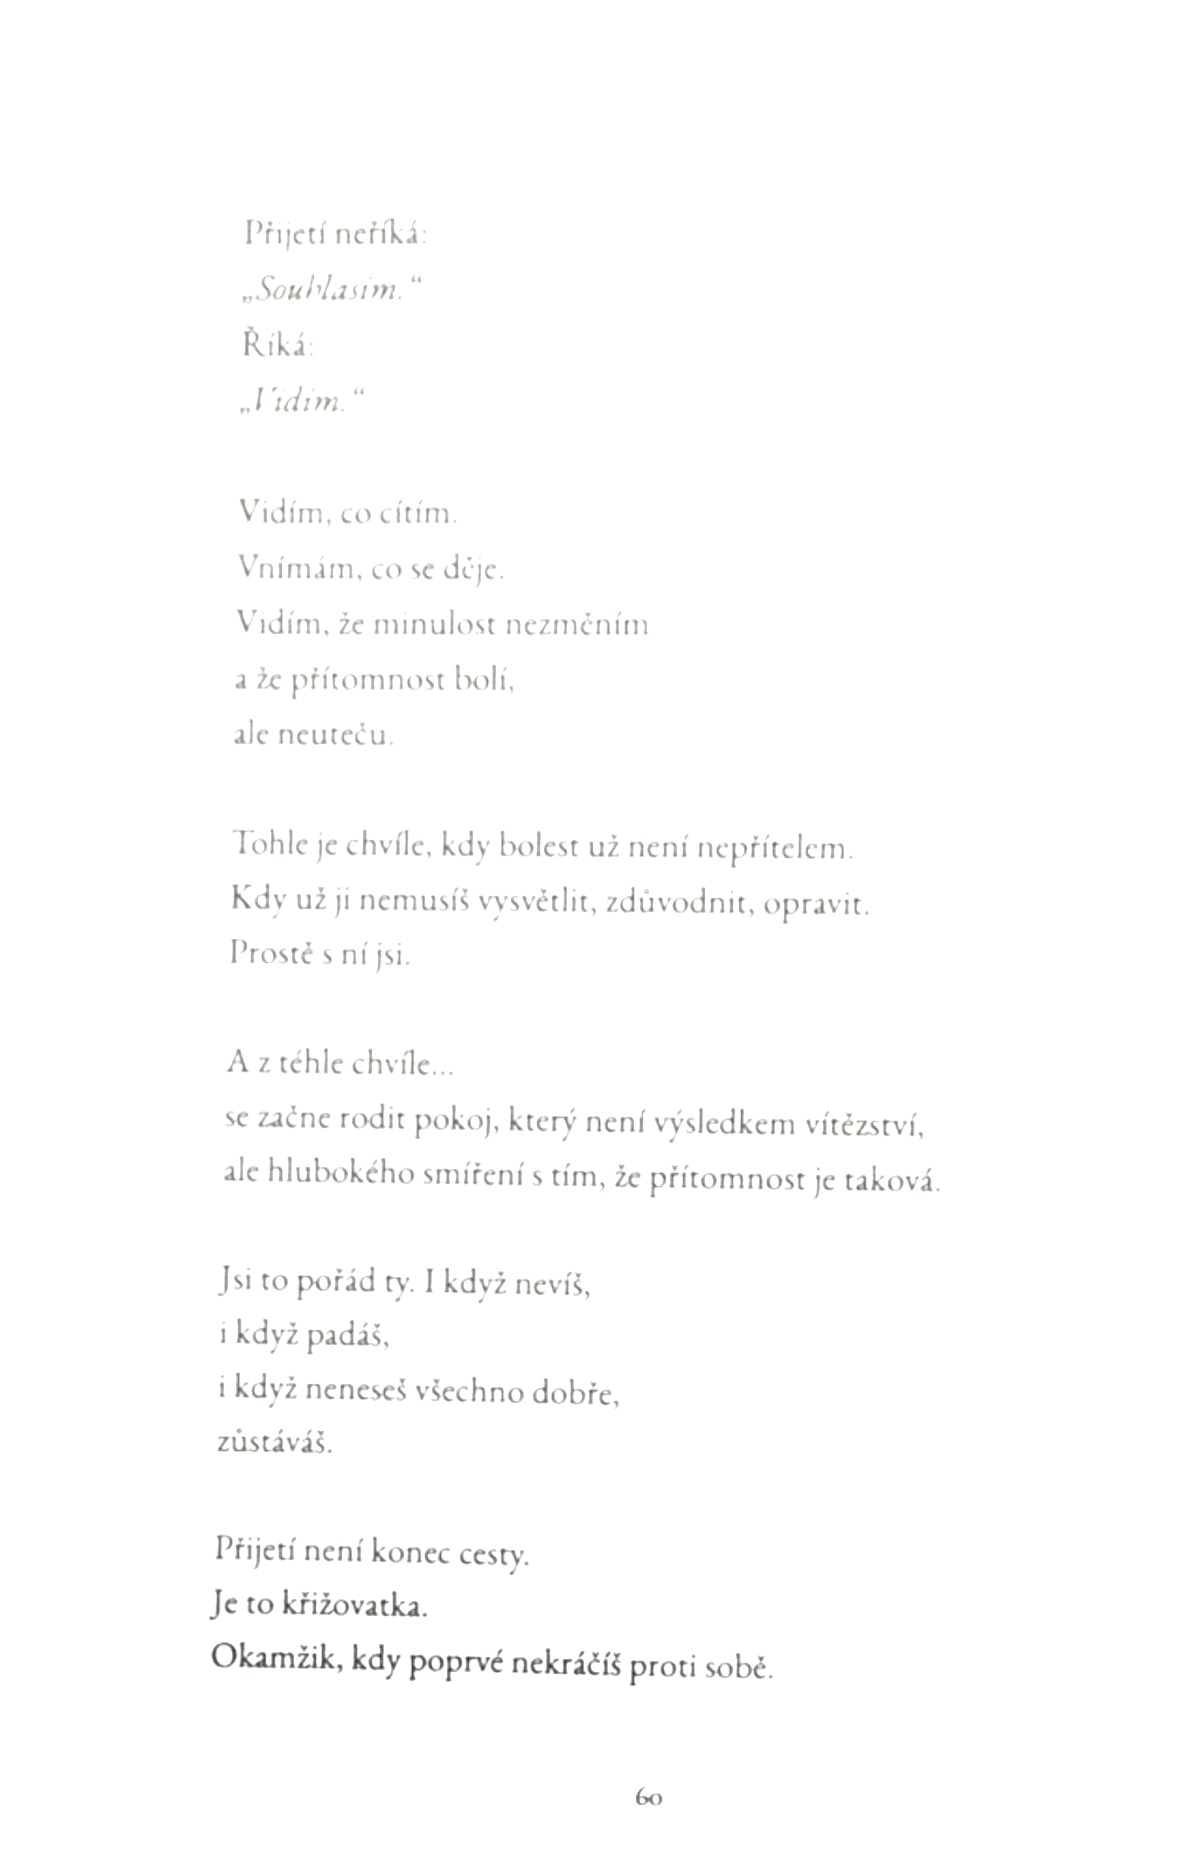 Přijetí neříká:
„Souhlasím.“
Říká:
„Vidím.“
Vidím, co cítím.
Vnímám, co se děje.
Vidím, že minulost nezměním
a že přítomnost bolí,
ale neuteču.
Tohle je chvíle, kdy bolest už není nepřítelem.
Kdy už ji nemusíš vysvětlit, zdůvodnit, opravit.
Prostě s ní jsi.
A z téhle chvíle...
se začne rodit pokoj, který není výsledkem vítězství,
ale hlubokého smíření s tím, že přítomnost je taková.
Jsi to pořád ty. I když nevíš,
i když padáš,
i když neneseš všechno dobře,
zůstáváš.
Přijetí není konec cesty.
Je to křižovatka.
Okamžik, kdy poprvé nekráčíš proti sobě.
60